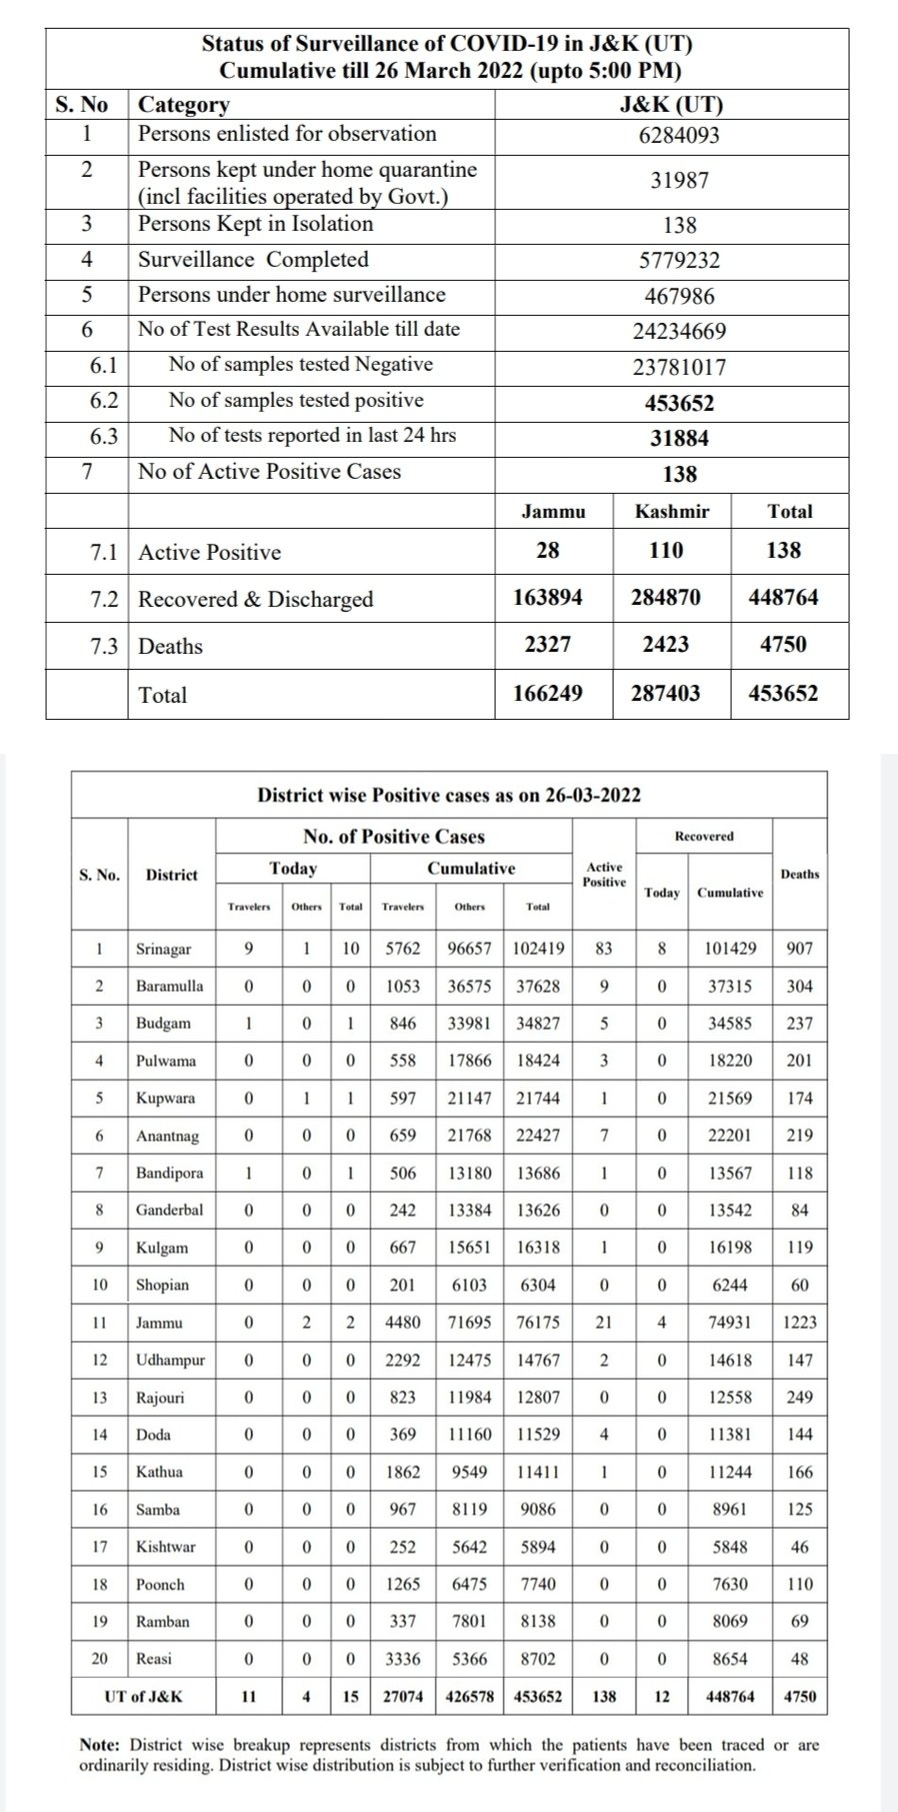 Status of Surveillance of COVID-19 in J&K (UT)
Cumulative till 26 March 2022 (upto 5:00 PM)
S. No Category J&K (UT)
1 Persons enlisted for observation 6284093
2 Persons kept under home quarantine
(incl facilities operated by Govt.) 31987
3 Persons Kept in Isolation 138
4 Surveillance Completed 5779232
5 Persons under home surveillance 467986
6 No of Test Results Available till date 24234669
6.1 No of samples tested Negative 23781017
6.2 No of samples tested positive 453652
6.3 No of tests reported in last 24 hrs 31884
7 No of Active Positive Cases 138
Jammu Kashmir Total
7.1 Active Positive 28 110 138
7.2 Recovered & Discharged 163894 284870 448764
7.3 Deaths 2327 2423 4750
Total 166249 287403 453652
District wise Positive cases as on 26-03-2022
No. of Positive Cases Recovered
S. No. District Today Cumulative Active
Positive Deaths
Today Cumulative
Travelers Others Total Travelers Others Total
1 Srinagar 9 1 10 5762 96657 102419 83 8 101429 907
2 Baramulla 0 0 0 1053 36575 37628 9 0 37315 304
3 Budgam 1 0 1 846 33981 34827 5 0 34585 237
4 Pulwama 0 0 0 558 17866 18424 3 0 18220 201
5 Kupwara 0 1 1 597 21147 21744 1 0 21569 174
6 Anantnag 0 0 0 659 21768 22427 7 0 22201 219
7 Bandipora 1 0 1 506 13180 13686 1 0 13567 118
8 Ganderbal 0 0 0 242 13384 13626 0 0 13542 84
9 Kulgam 0 0 0 667 15651 16318 1 0 16198 119
10 Shopian 0 0 0 201 6103 6304 0 0 6244 60
11 Jammu 0 2 2 4480 71695 76175 21 4 74931 1223
12 Udhampur 0 0 0 2292 12475 14767 2 0 14618 147
13 Rajouri 0 0 0 823 11984 12807 0 0 12558 249
14 Doda 0 0 0 369 11160 11529 4 0 11381 144
15 Kathua 0 0 0 1862 9549 11411 1 0 11244 166
16 Samba 0 0 0 967 8119 9086 0 0 8961 125
17 Kishtwar 0 0 0 252 5642 5894 0 0 5848 46
18 Poonch 0 0 0 1265 6475 7740 0 0 7630 110
19 Ramban 0 0 0 337 7801 8138 0 0 8069 69
20 Reasi 0 0 0 3336 5366 8702 0 0 8654 48
UT of J&K 11 4 15 27074 426578 453652 138 12 448764 4750
Note: District wise breakup represents districts from which the patients have been traced or are
ordinarily residing. District wise distribution is subject to further verification and reconciliation.